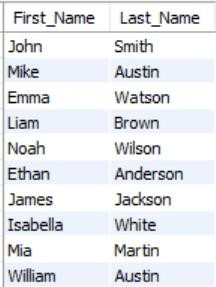 First_Name Last_Name
John Smith
Mike Austin
Emma Watson
Liam Brown
Noah Wilson
Ethan Anderson
James Jackson
Isabella White
Mia Martin
William Austin